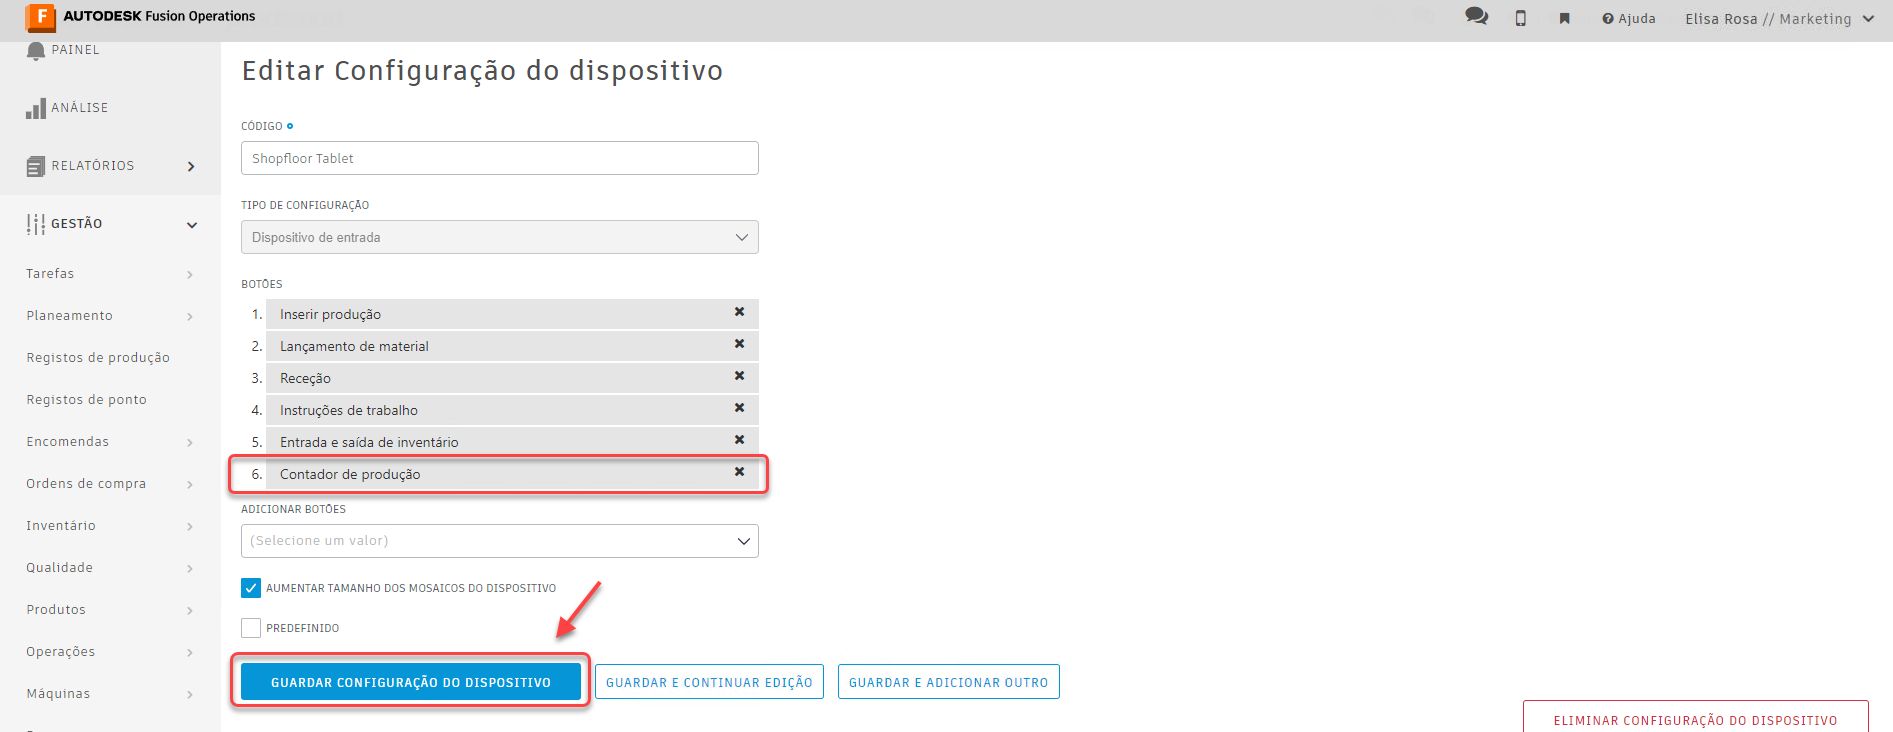 AUTODESK Fusion Operations
Ajuda
Elisa Rosa // Marketing
PAINEL
ANÁLISE
RELATÓRIOS
GESTÃO
Tarefas
Planeamento
Registos de produção
Registos de ponto
Encomendas
Ordens de compra
Inventário
Qualidade
Produtos
Operações
Máquinas
Editar Configuração do dispositivo
CÓDIGO
Shopfloor Tablet
TIPO DE CONFIGURAÇÃO
Dispositivo de entrada
BOTÕES
1. Inserir produção
2. Lançamento de material
3. Receção
4. Instruções de trabalho
5. Entrada e saída de inventário
6. Contador de produção
ADICIONAR BOTÕES
(Selecione um valor)
AUMENTAR TAMANHO DOS MOSAICOS DO DISPOSITIVO
PREDEFINIDO
GUARDAR CONFIGURAÇÃO DO DISPOSITIVO
GUARDAR E CONTINUAR EDIÇÃO
GUARDAR E ADICIONAR OUTRO
ELIMINAR CONFIGURAÇÃO DO DISPOSITIVO